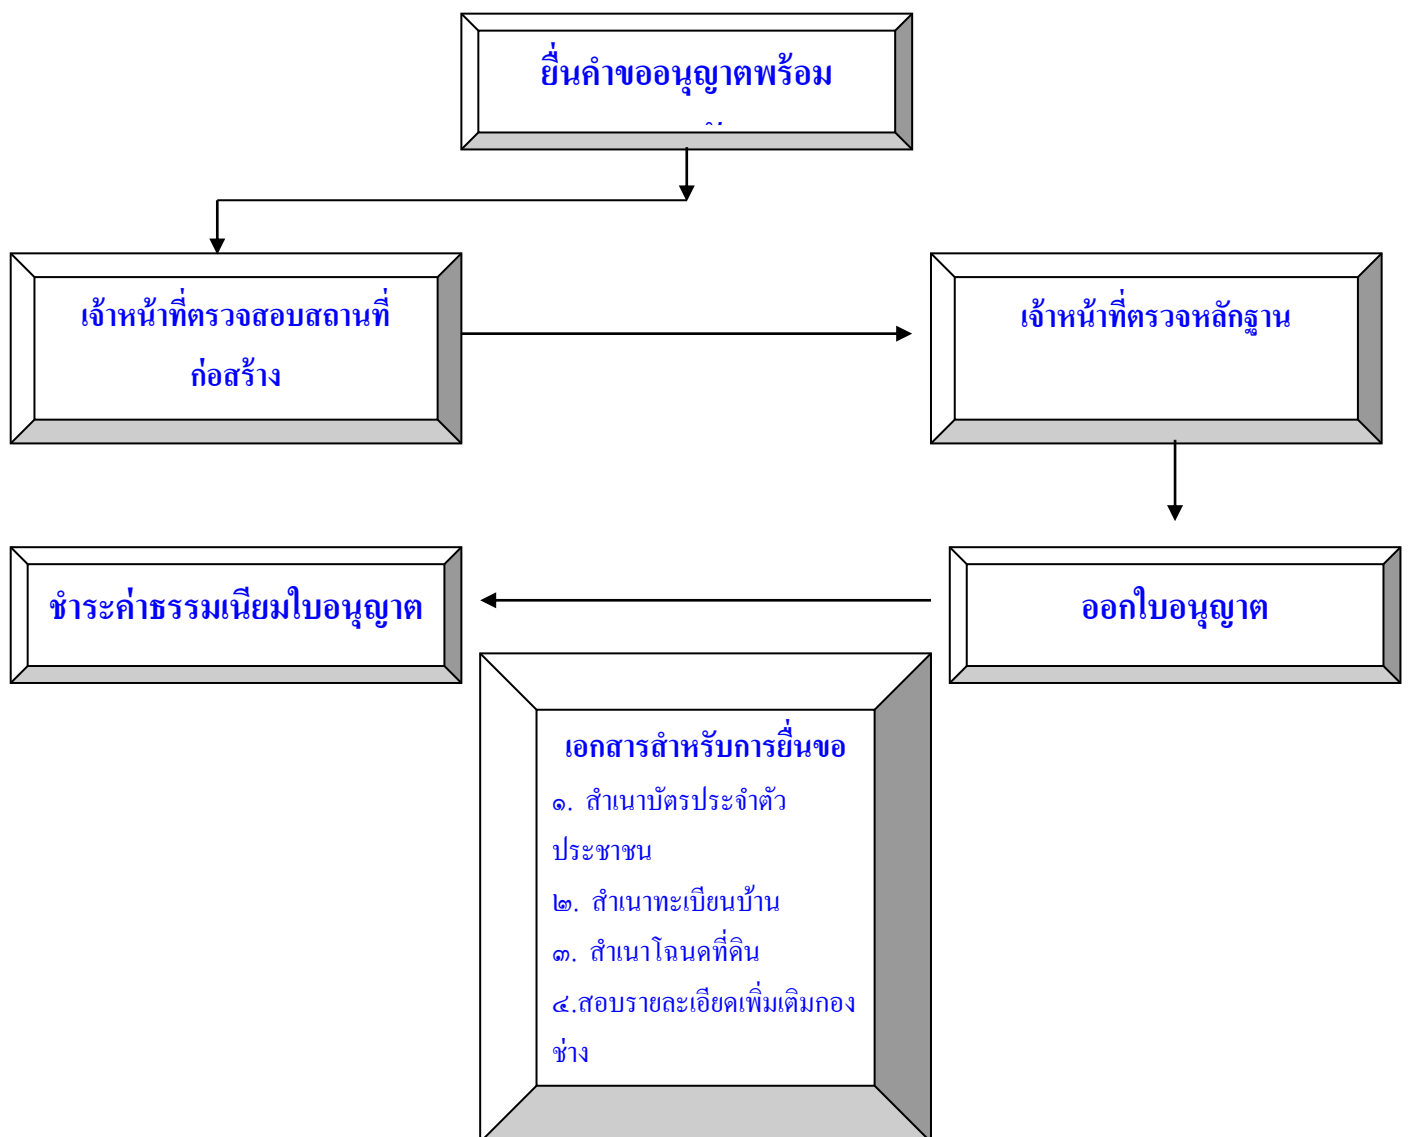 ยื่นคำขออนุญาตพร้อม
เจ้าหน้าที่ตรวจสอบสถานที่
ก่อสร้าง
เจ้าหน้าที่ตรวจหลักฐาน
ชำระค่าธรรมเนียมใบอนุญาต
ออกใบอนุญาต
เอกสารสำหรับการยื่นขอ
๑. สำเนาบัตรประจำตัว
ประชาชน
๒. สำเนาทะเบียนบ้าน
๓. สำเนาโฉนดที่ดิน
๔.สอบรายละเอียดเพิ่มเติมกอง
ช่าง